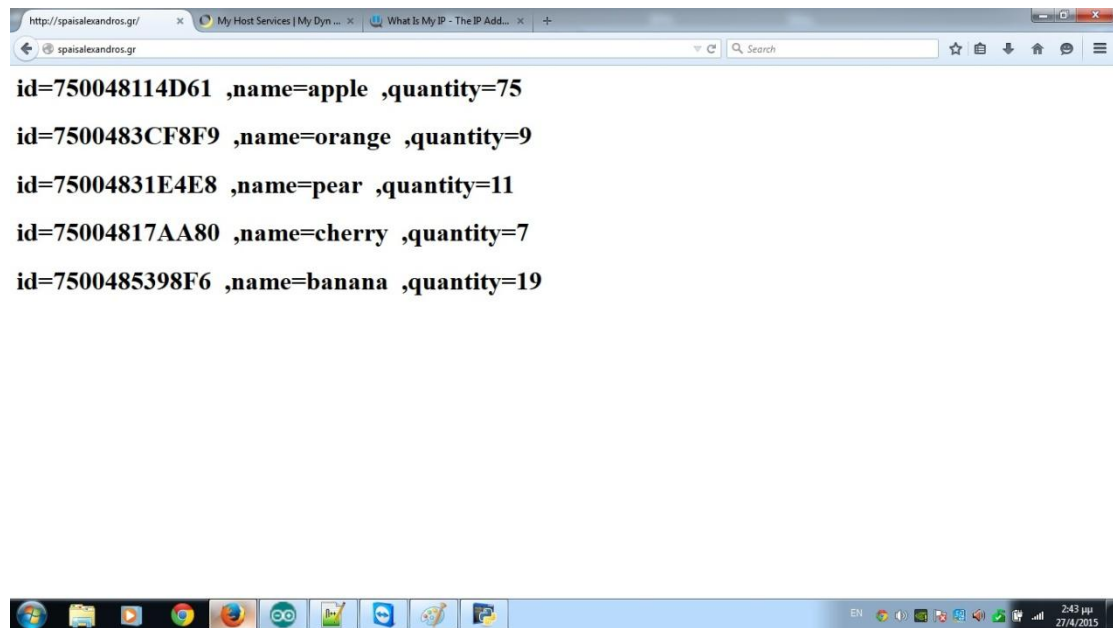 http://spaisalexandros.gr/ × My Host Services | My Dyn ... × What Is My IP - The IP Add... × +
spaisalexandros.gr Search
id=750048114D61 ,name=apple ,quantity=75
id=7500483CF8F9 ,name=orange ,quantity=9
id=75004831E4E8 ,name=pear ,quantity=11
id=75004817AA80 ,name=cherry ,quantity=7
id=7500485398F6 ,name=banana ,quantity=19
EN 2:43 μμ
27/4/2015